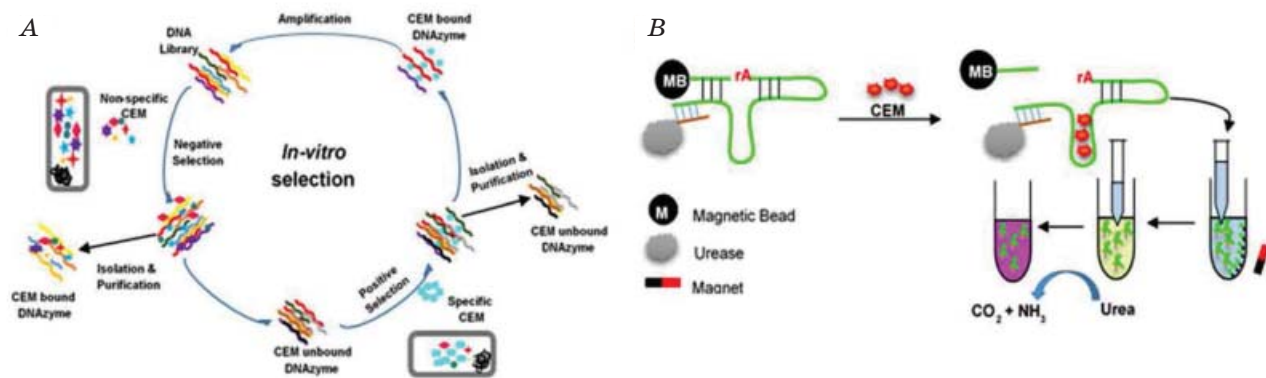 A
Amplification
CEM bound
DNAzyme
DNA
Library
Non-specific
CEM
Negative
Selection
In-vitro
selection
Isolation &
Purification
CEM unbound
DNAzyme
Isolation &
Purification
CEM bound
DNAzyme
Positive
Selection
Specific
CEM
CEM unbound
DNAzyme
B
MB
rA
CEM
MB
rA
M
Magnetic Bead
Urease
Magnet
CO₂ + NH₃
Urea